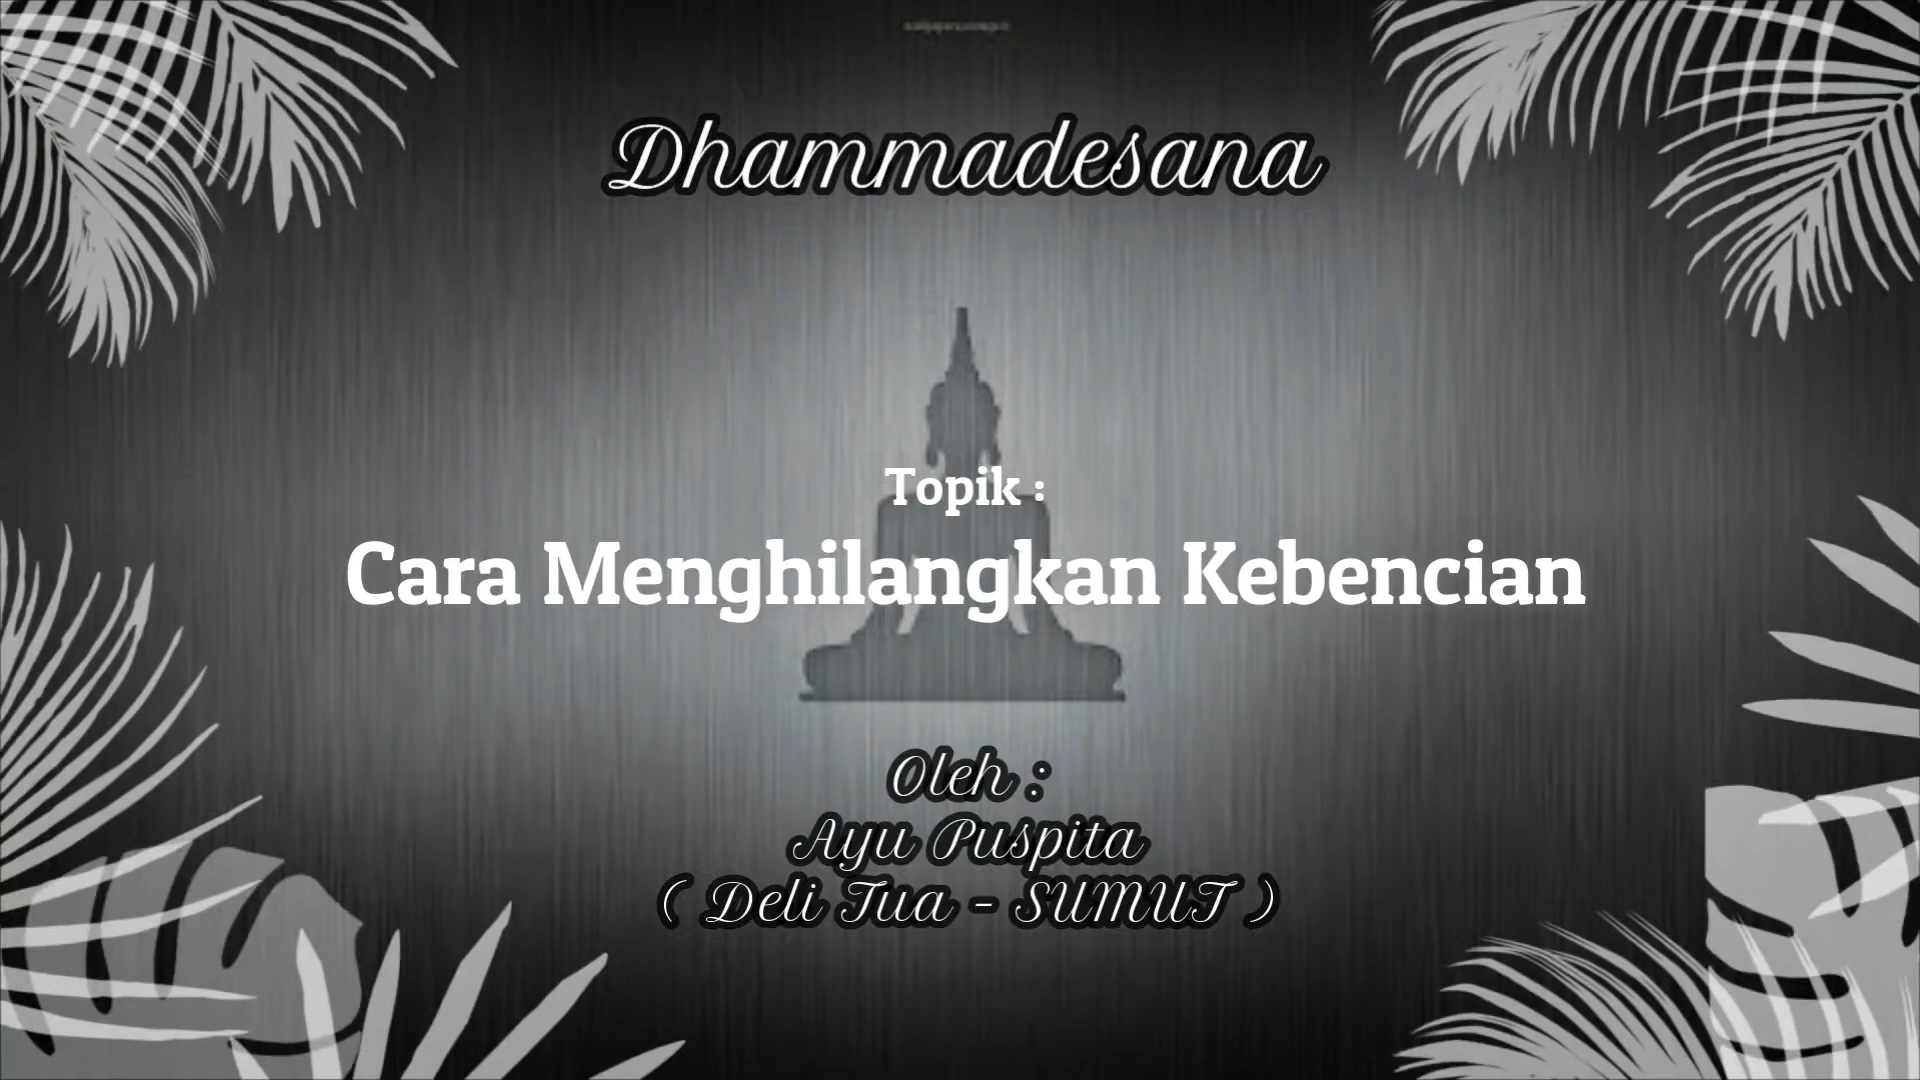 Dhammadesana
Topik :
Cara Menghilangkan Kebencian
Oleh :
Ayu Puspita
( Deli Tua - SUMUT )